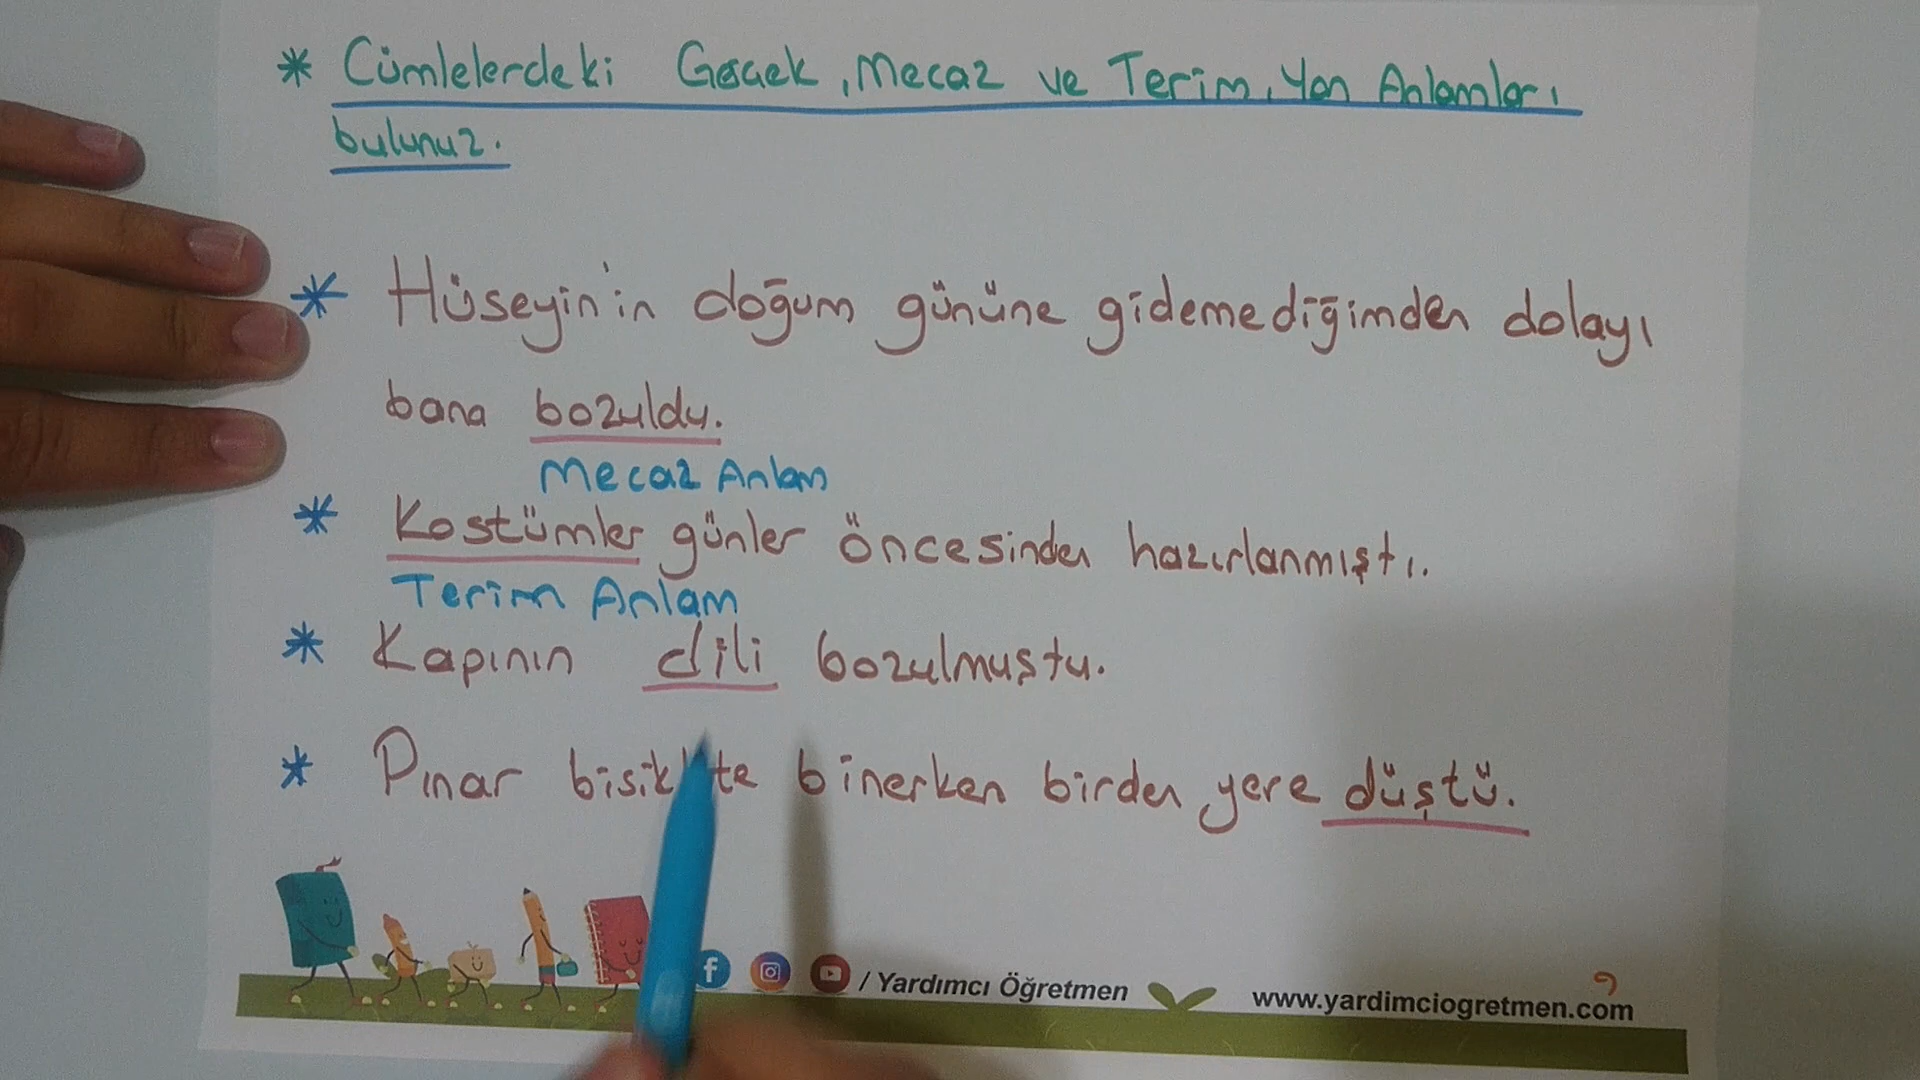 * Cümlelerdeki Gerçek, Mecaz ve Terim, Yan Anlamları
bulunuz.
* Hüseyin'in doğum gününe gidemediğimden dolayı
bana bozuldu.
Mecaz Anlam
* Kostümler günler öncesinden hazırlanmıştı.
Terim Anlam
* Kapının dili bozulmuştu.
* Pınar binerken birden yere düştü.
/ Yardımcı Öğretmen
www.yardimciogretmen.com